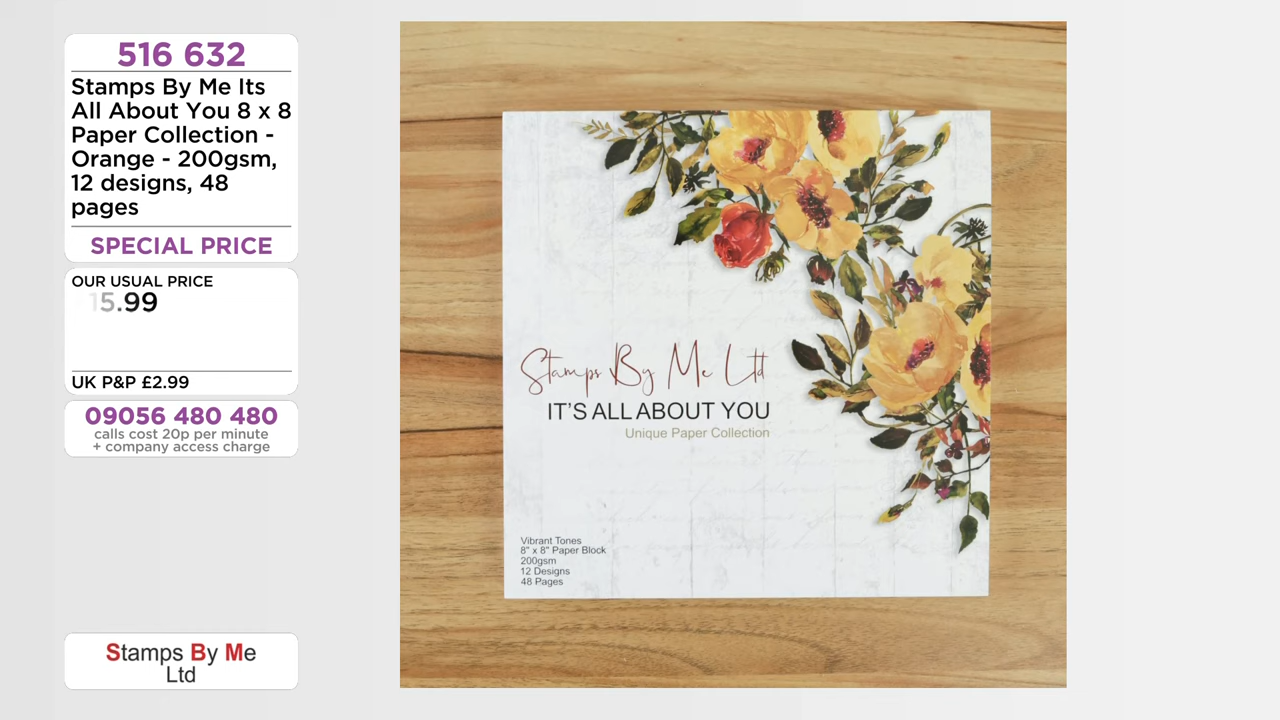 516 632
Stamps By Me Its
All About You 8 x 8
Paper Collection -
Orange - 200gsm,
12 designs, 48
pages
SPECIAL PRICE
OUR USUAL PRICE
15.99
UK P&P £2.99
09056 480 480
calls cost 20p per minute
+ company access charge
Stamps By Me
Ltd
Stamps By Me Ltd
IT'S ALL ABOUT YOU
Unique Paper Collection
Vibrant Tones
8" x 8" Paper Block
200gsm
12 Designs
48 Pages